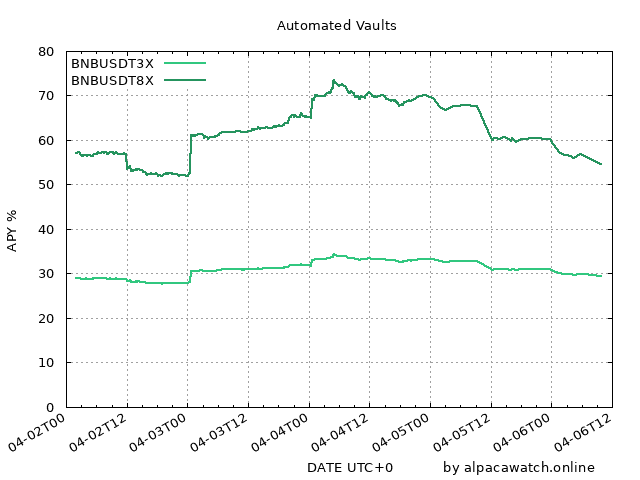 Automated Vaults
BNBUSDT3X
BNBUSDT8X
APY %
80
70
60
50
40
30
20
10
0
04-02T00
04-02T12
04-03T00
04-03T12
04-04T00
04-04T12
04-05T00
04-05T12
04-06T00
04-06T12
DATE UTC+0
by alpacawatch.online